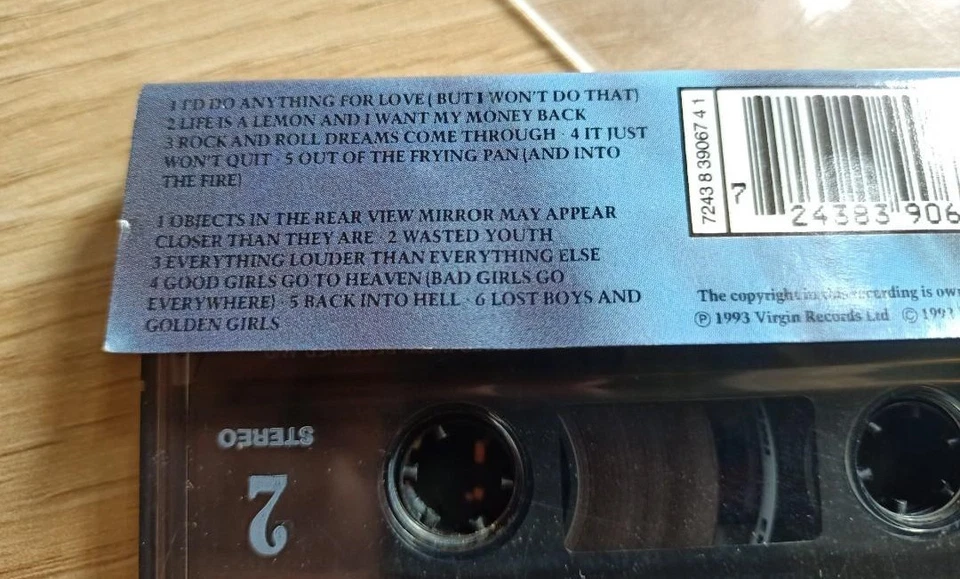 1 I'D DO ANYTHING FOR LOVE (BUT I WON'T DO THAT)
2 LIFE IS A LEMON AND I WANT MY MONEY BACK
3 ROCK AND ROLL DREAMS COME THROUGH · 4 IT JUST
WON'T QUIT · 5 OUT OF THE FRYING PAN (AND INTO
THE FIRE)
1 OBJECTS IN THE REAR VIEW MIRROR MAY APPEAR
CLOSER THAN THEY ARE · 2 WASTED YOUTH
3 EVERYTHING LOUDER THAN EVERYTHING ELSE
4 GOOD GIRLS GO TO HEAVEN (BAD GIRLS GO
EVERYWHERE) · 5 BACK INTO HELL · 6 LOST BOYS AND
GOLDEN GIRLS
7243 8 39067 4 1
7 24383 906
The copyright in this recording is own
℗ 1993 Virgin Records Ltd © 1993
STEREO
2